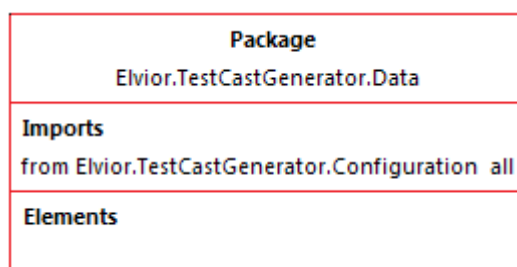 Package
Elvior.TestCastGenerator.Data
Imports
from Elvior.TestCastGenerator.Configuration all
Elements